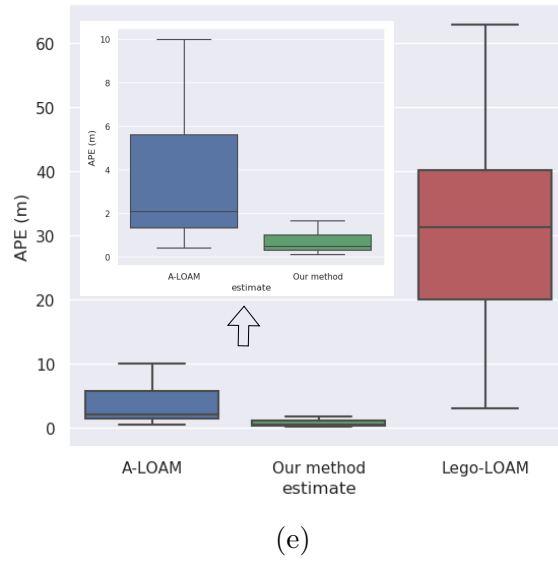 60
50
40
30
20
10
0
APE (m)
10
8
6
4
2
0
APE (m)
A-LOAM Our method
estimate
A-LOAM Our method Lego-LOAM
estimate
(e)